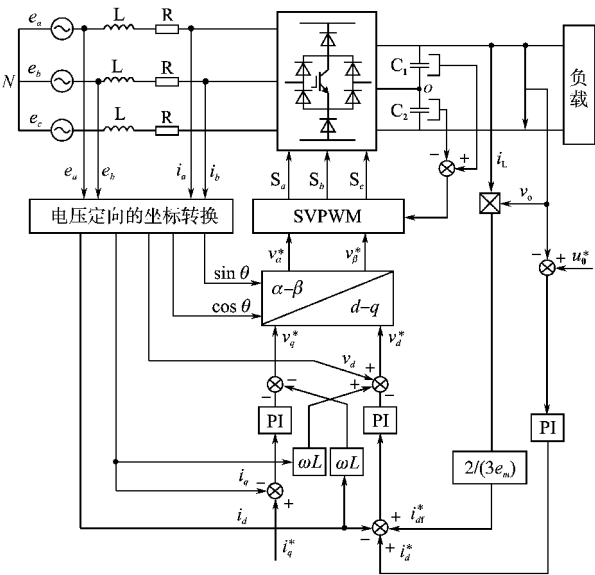 e_a L R
N e_b L R
e_c L R
C₁
o
C₂
负载
e_a e_b i_a i_b
S_a S_b S_c
− +
i_L
v_o
电压定向的坐标转换
SVPWM
v_α* v_β*
− + u_0*
sin θ
cos θ
α−β
d−q
v_q* v_d*
v_d
− − + + −
PI PI PI
ωL ωL
2/(3e_m)
i_q − +
i_d − + i_df*
+ i_d*
i_q*